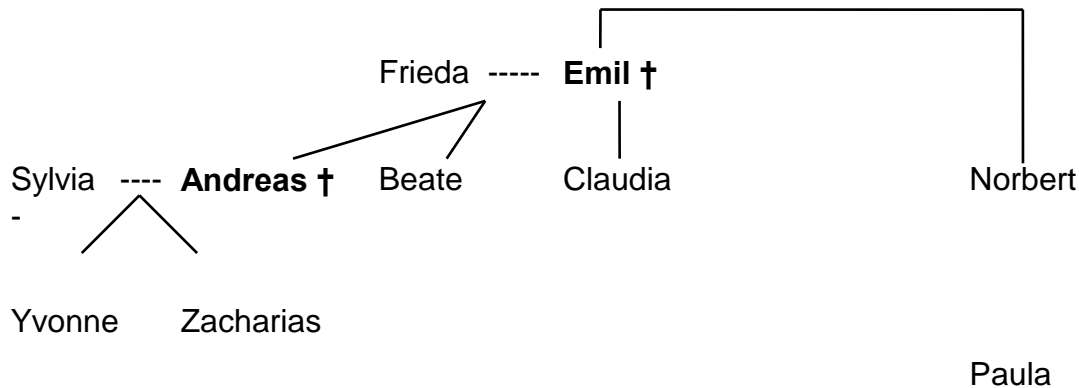 Frieda ----- Emil †
Sylvia ---- Andreas † Beate Claudia Norbert
-
Yvonne Zacharias
Paula